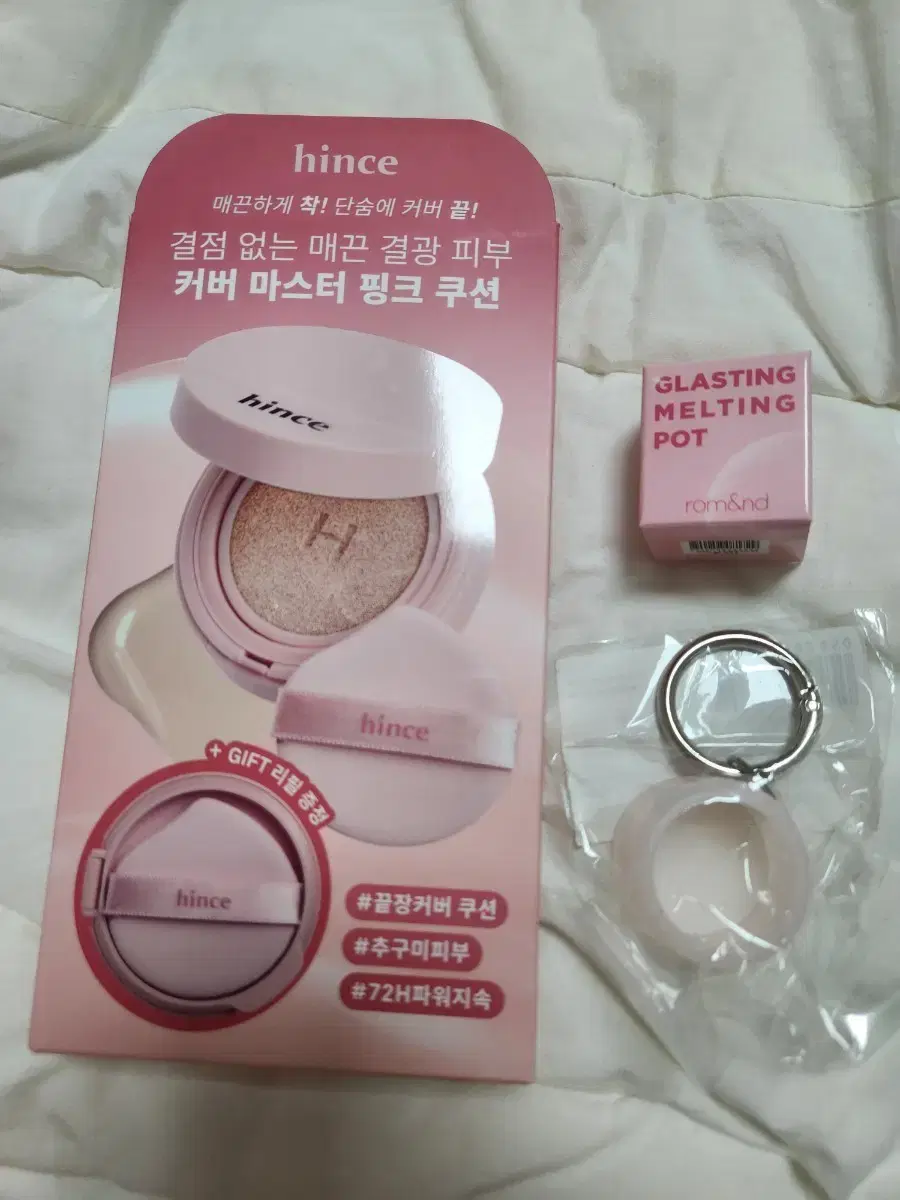 hince
매끈하게 착! 단숨에 커버 끝!
결점 없는 매끈 결광 피부
커버 마스터 핑크 쿠션
hince
H
hince
+ GIFT 리필 증정
hince
#끝장커버 쿠션
#추구미피부
#72H파워지속
GLASTING
MELTING
POT
rom&nd